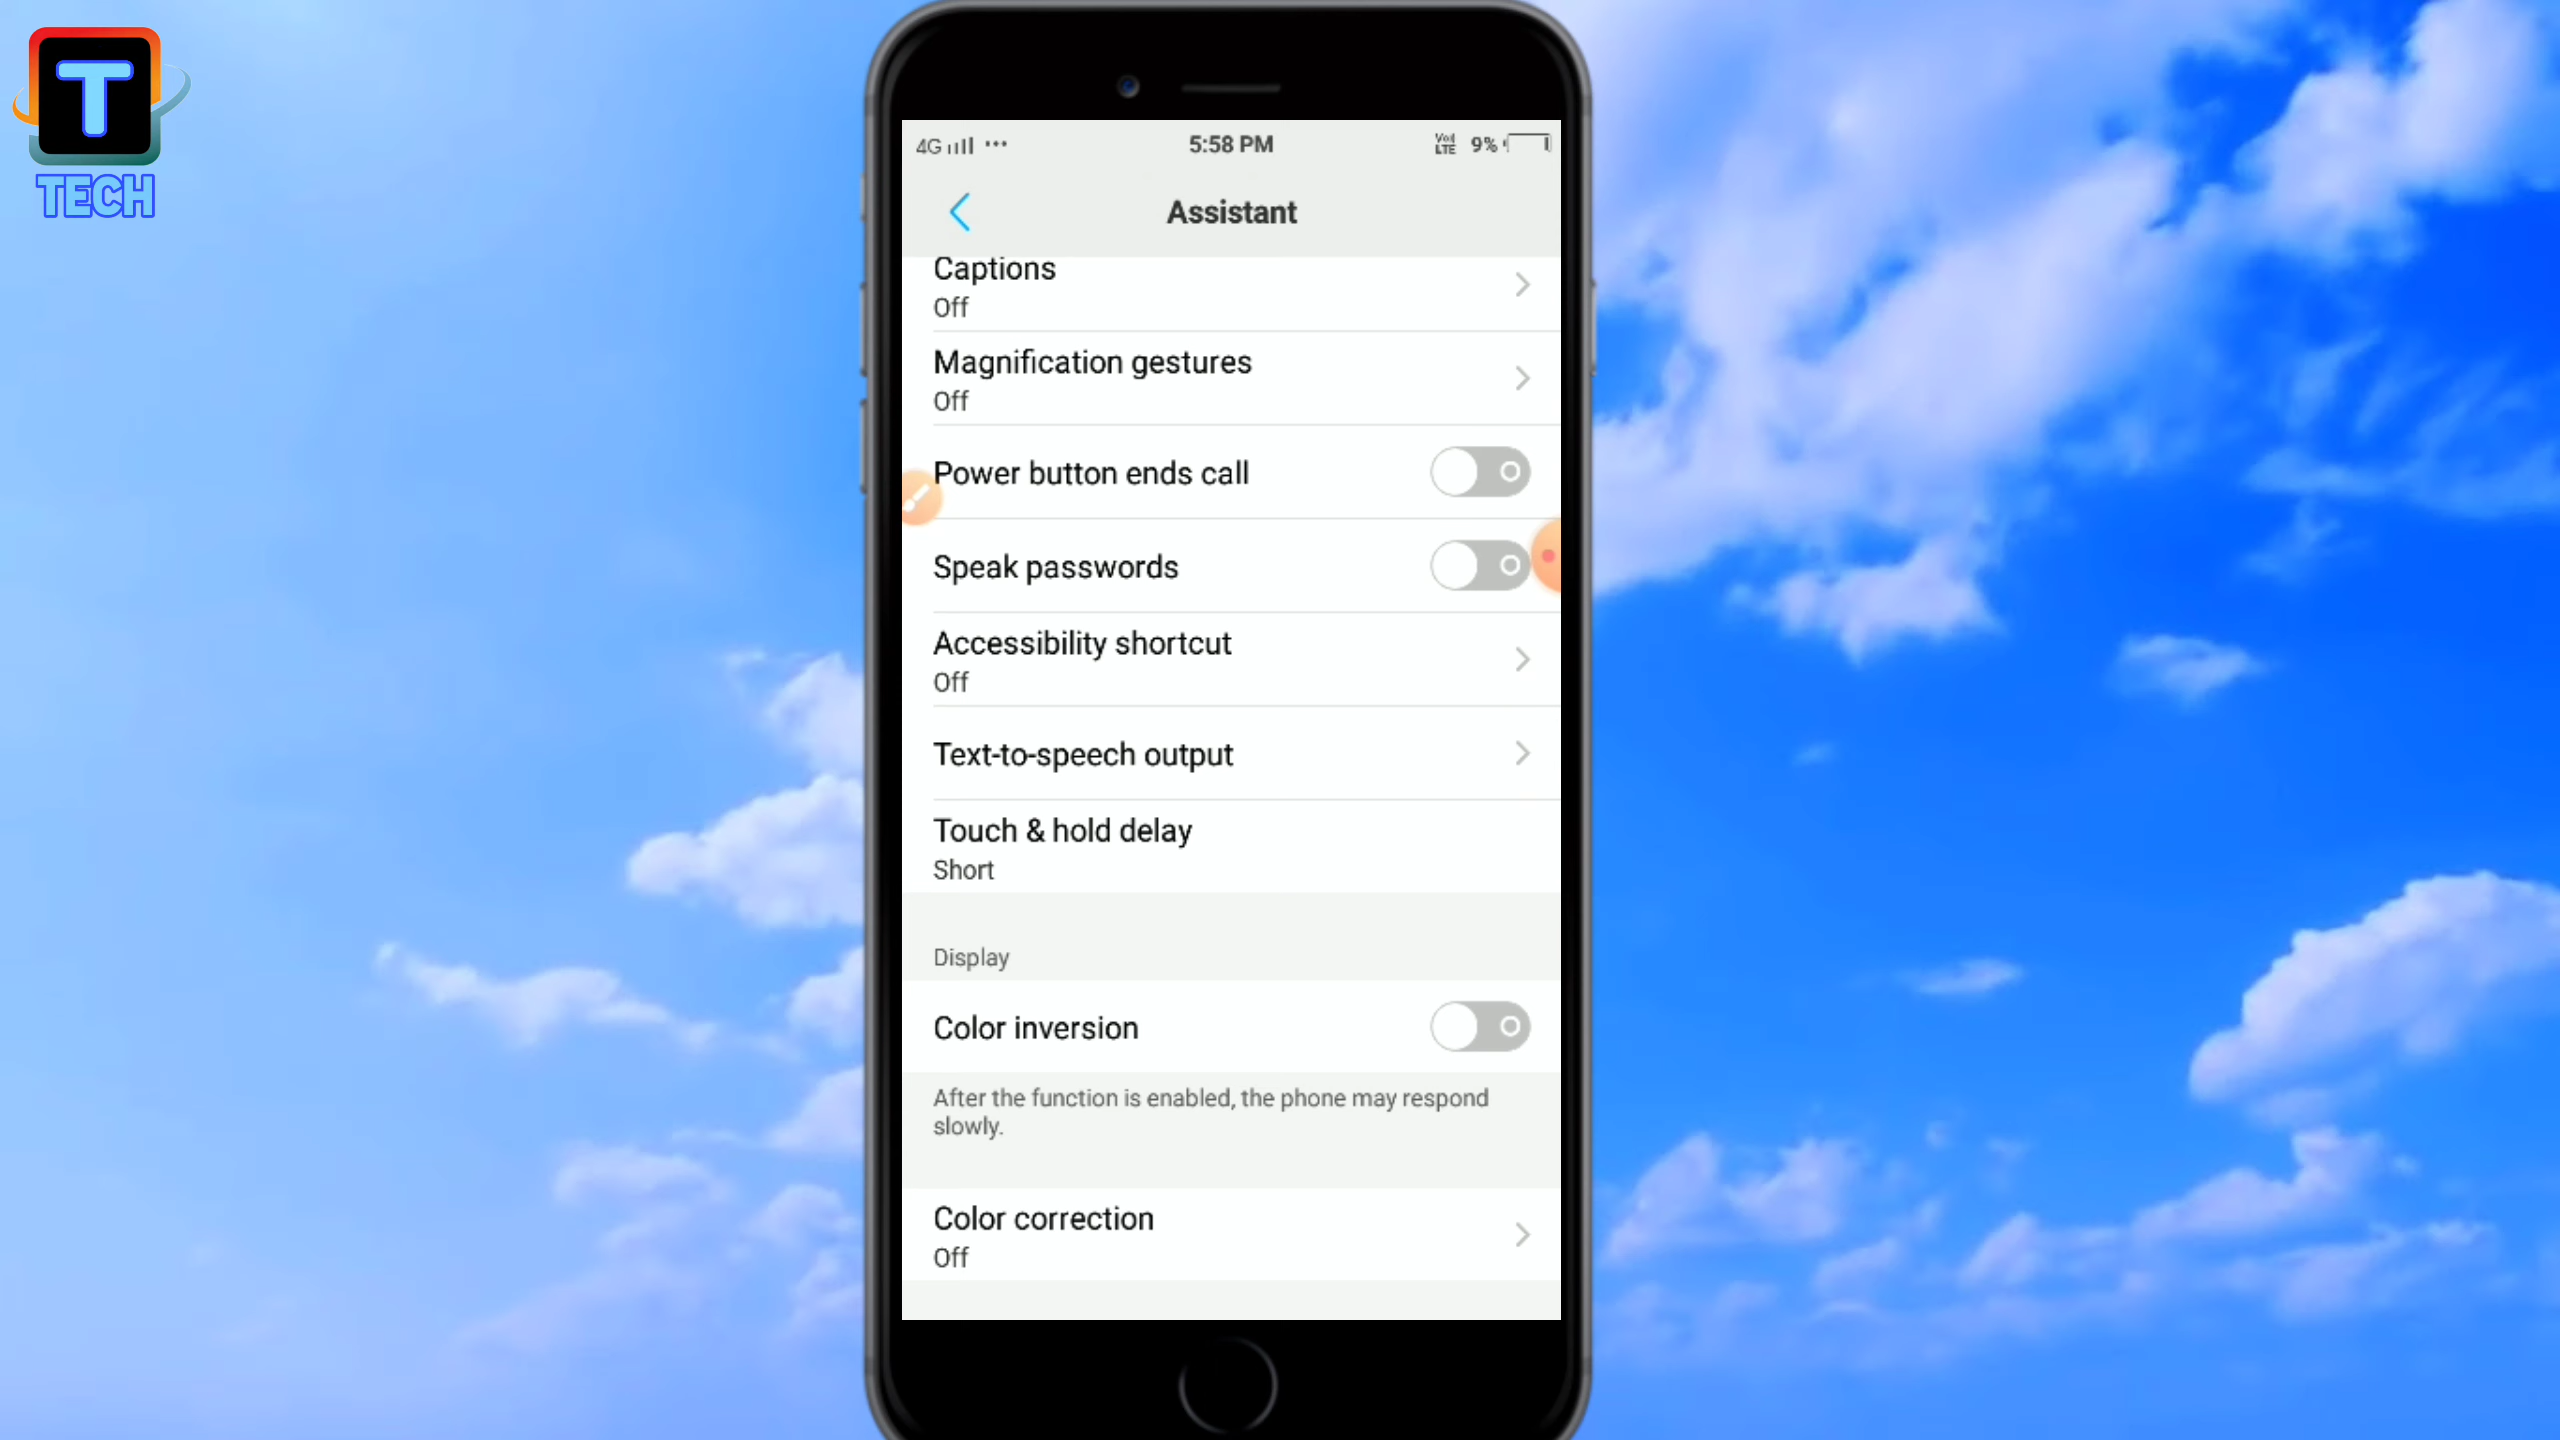 T
TECH
4G ... 5:58 PM VoLTE 9%
Assistant
Captions
Off
Magnification gestures
Off
Power button ends call
Speak passwords
Accessibility shortcut
Off
Text-to-speech output
Touch & hold delay
Short
Display
Color inversion
After the function is enabled, the phone may respond
slowly.
Color correction
Off